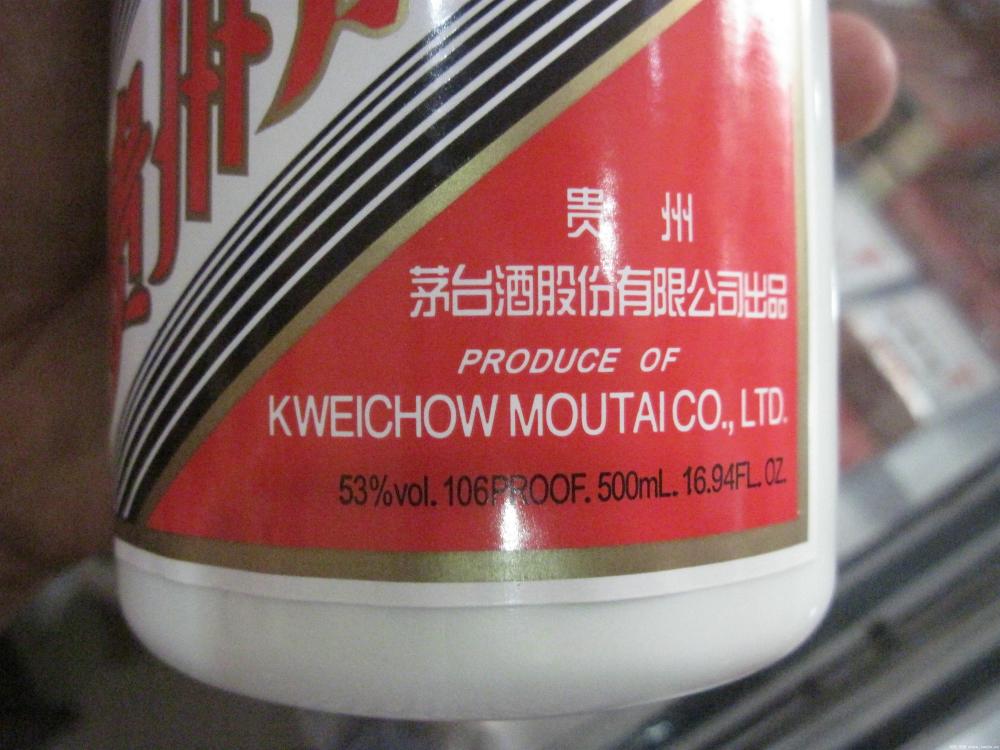 州
贵 州
茅台酒股份有限公司出品
PRODUCE OF
KWEICHOW MOUTAI CO., LTD.
53%vol. 106PROOF. 500mL. 16.94FL. OZ.